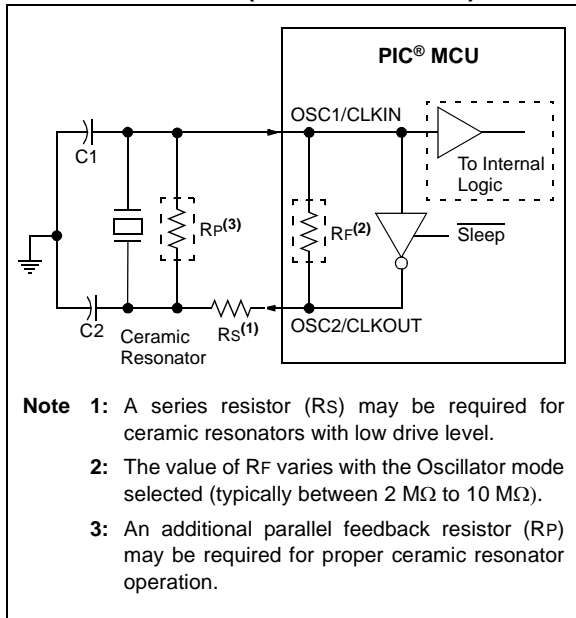 PIC® MCU
OSC1/CLKIN
C1
To Internal
Logic
RP(3)
RF(2)
Sleep
C2
Ceramic
Resonator
RS(1)
OSC2/CLKOUT
Note 1: A series resistor (RS) may be required for
ceramic resonators with low drive level.
2: The value of RF varies with the Oscillator mode
selected (typically between 2 MΩ to 10 MΩ).
3: An additional parallel feedback resistor (RP)
may be required for proper ceramic resonator
operation.